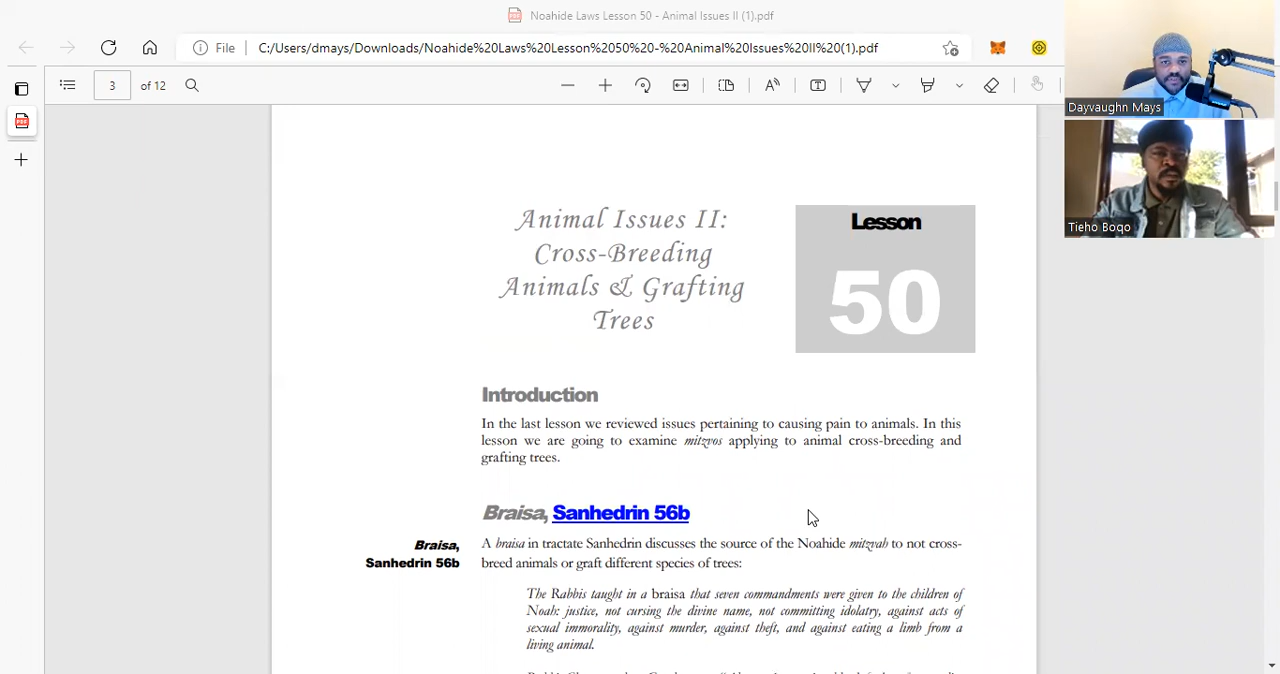 Noahide Laws Lesson 50 - Animal Issues II (1).pdf
File C:/Users/dmays/Downloads/Noahide%20Laws%20Lesson%2050%20-%20Animal%20Issues%20II%20(1).pdf
3 of 12
Dayvaughn Mays
Tieho Boqo
Animal Issues II:
Cross-Breeding
Animals & Grafting
Trees
Lesson
50
Introduction
In the last lesson we reviewed issues pertaining to causing pain to animals. In this
lesson we are going to examine mitzvos applying to animal cross-breeding and
grafting trees.
Braisa, Sanhedrin 56b
Braisa,
Sanhedrin 56b
A braisa in tractate Sanhedrin discusses the source of the Noahide mitzvah to not cross-
breed animals or graft different species of trees:
The Rabbis taught in a braisa that seven commandments were given to the children of
Noah: justice, not cursing the divine name, not committing idolatry, against acts of
sexual immorality, against murder, against theft, and against eating a limb from a
living animal.